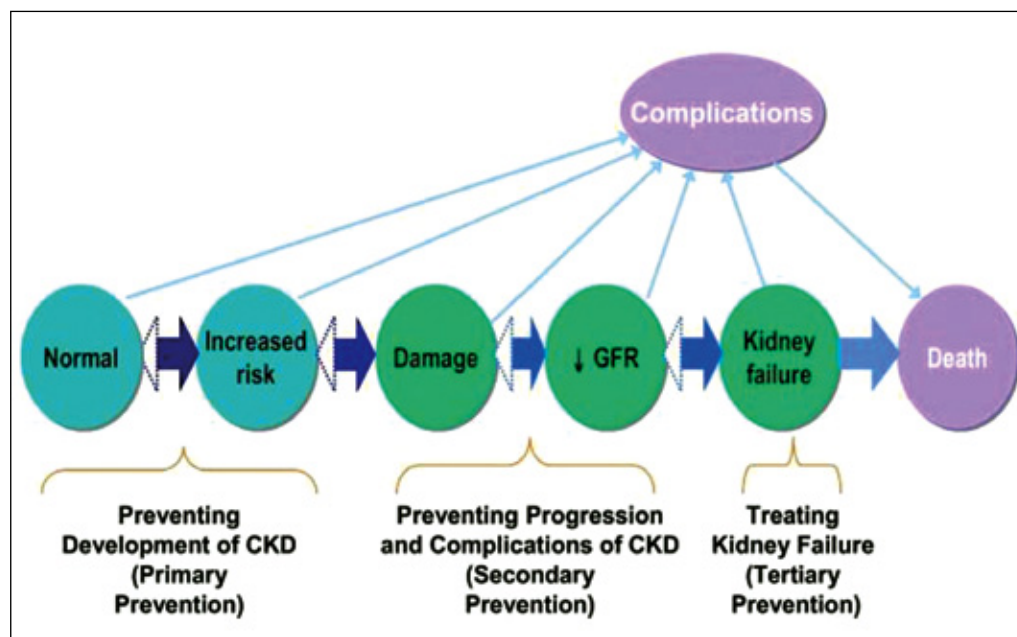 Complications
Normal
Increased
risk
Damage
↓ GFR
Kidney
failure
Death
Preventing
Development of CKD
(Primary
Prevention)
Preventing Progression
and Complications of CKD
(Secondary
Prevention)
Treating
Kidney Failure
(Tertiary
Prevention)